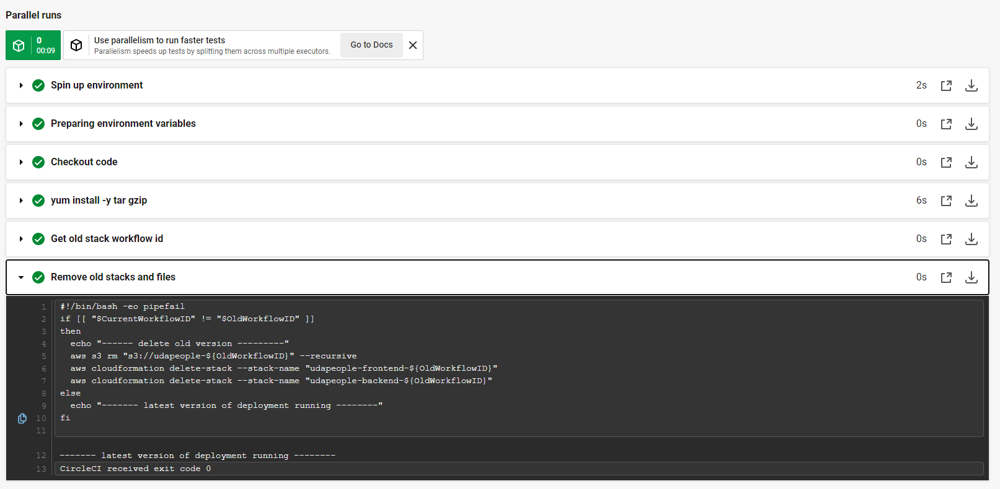 Parallel runs
0
00:09
Use parallelism to run faster tests
Parallelism speeds up tests by splitting them across multiple executors.
Go to Docs
Spin up environment 2s
Preparing environment variables 0s
Checkout code 0s
yum install -y tar gzip 6s
Get old stack workflow id 0s
Remove old stacks and files 0s
1 #!/bin/bash -eo pipefail
2 if [[ "$CurrentWorkflowID" != "$OldWorkflowID" ]]
3 then
4   echo "------ delete old version ---------"
5   aws s3 rm "s3://udapeople-${OldWorkflowID}" --recursive
6   aws cloudformation delete-stack --stack-name "udapeople-frontend-${OldWorkflowID}"
7   aws cloudformation delete-stack --stack-name "udapeople-backend-${OldWorkflowID}"
8 else
9   echo "------- latest version of deployment running --------"
10 fi
11
12 ------- latest version of deployment running --------
13 CircleCI received exit code 0